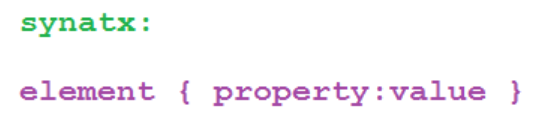 synatx:
element { property:value }